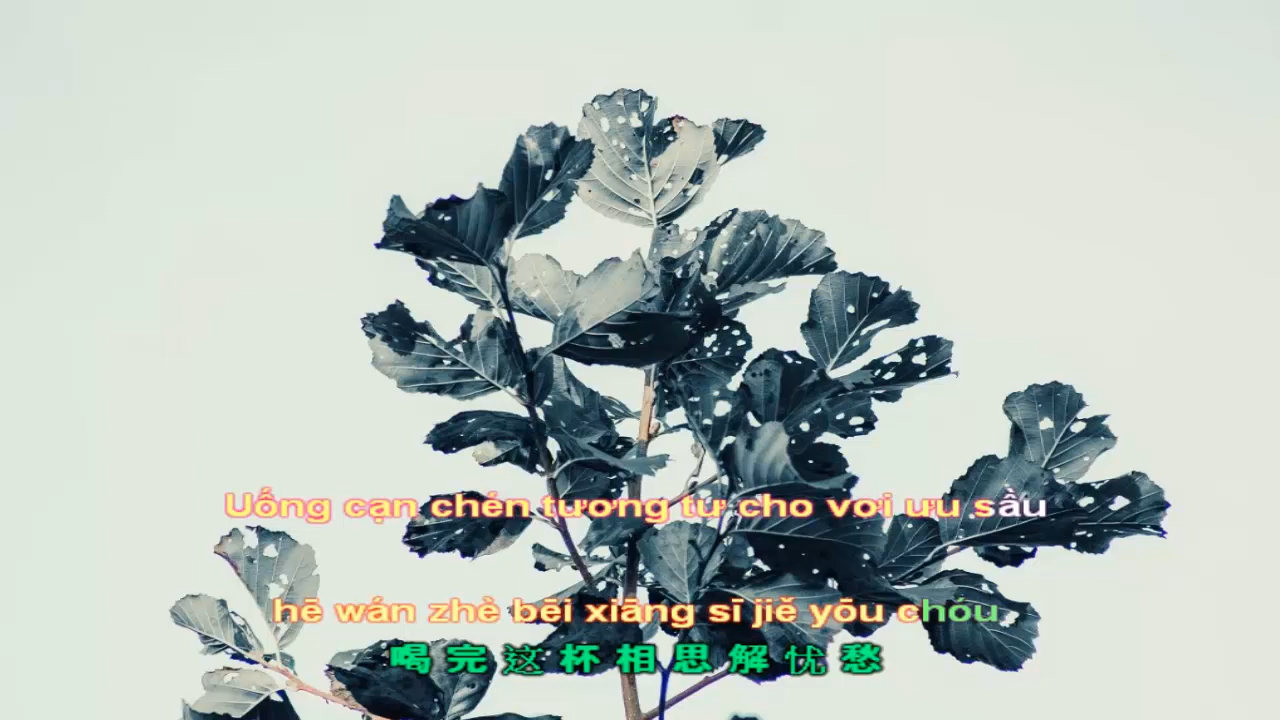 Uống cạn chén tương tư cho vợi ưu sầu
hē wán zhè bēi xiāng sī jiě yōu chóu
喝完这杯相思解忧愁